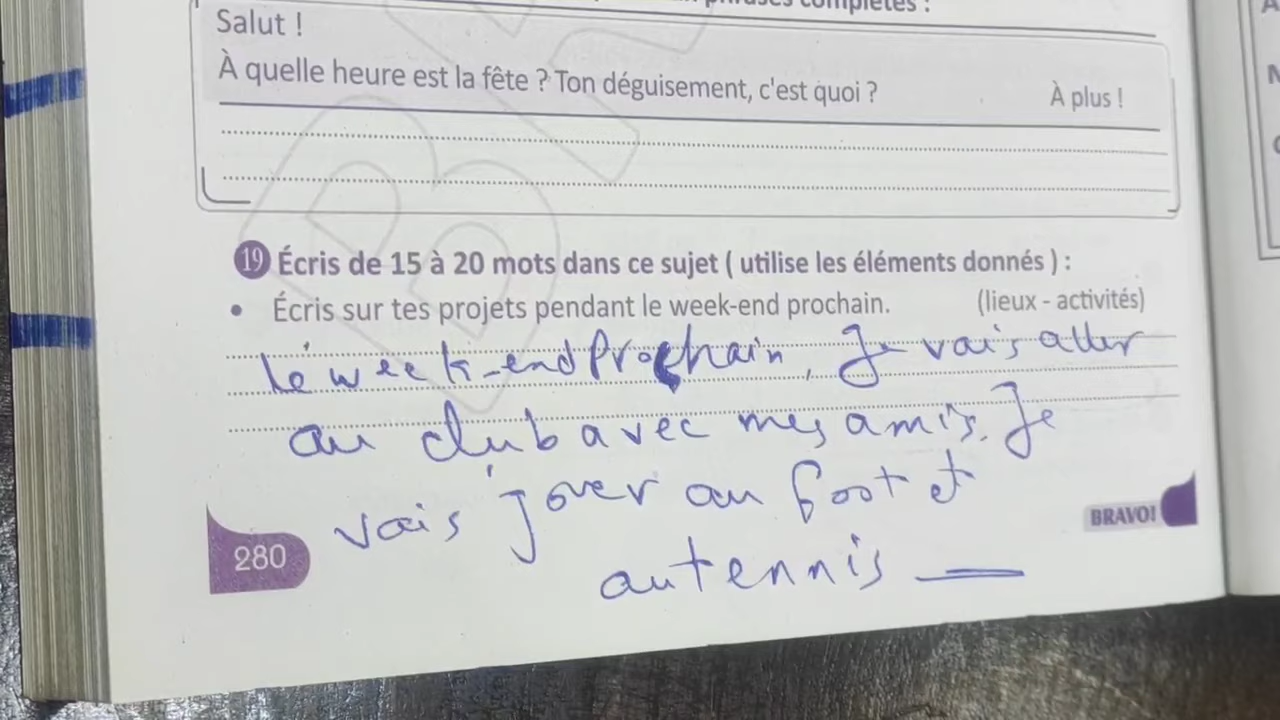 phrases complètes :
Salut !
À quelle heure est la fête ? Ton déguisement, c'est quoi ? À plus !
19 Écris de 15 à 20 mots dans ce sujet ( utilise les éléments donnés ) :
• Écris sur tes projets pendant le week-end prochain. (lieux - activités)
le week-end prochain, Je vais aller
au club avec mes amis. Je
vais jouer au foot et
au tennis
280
BRAVO!